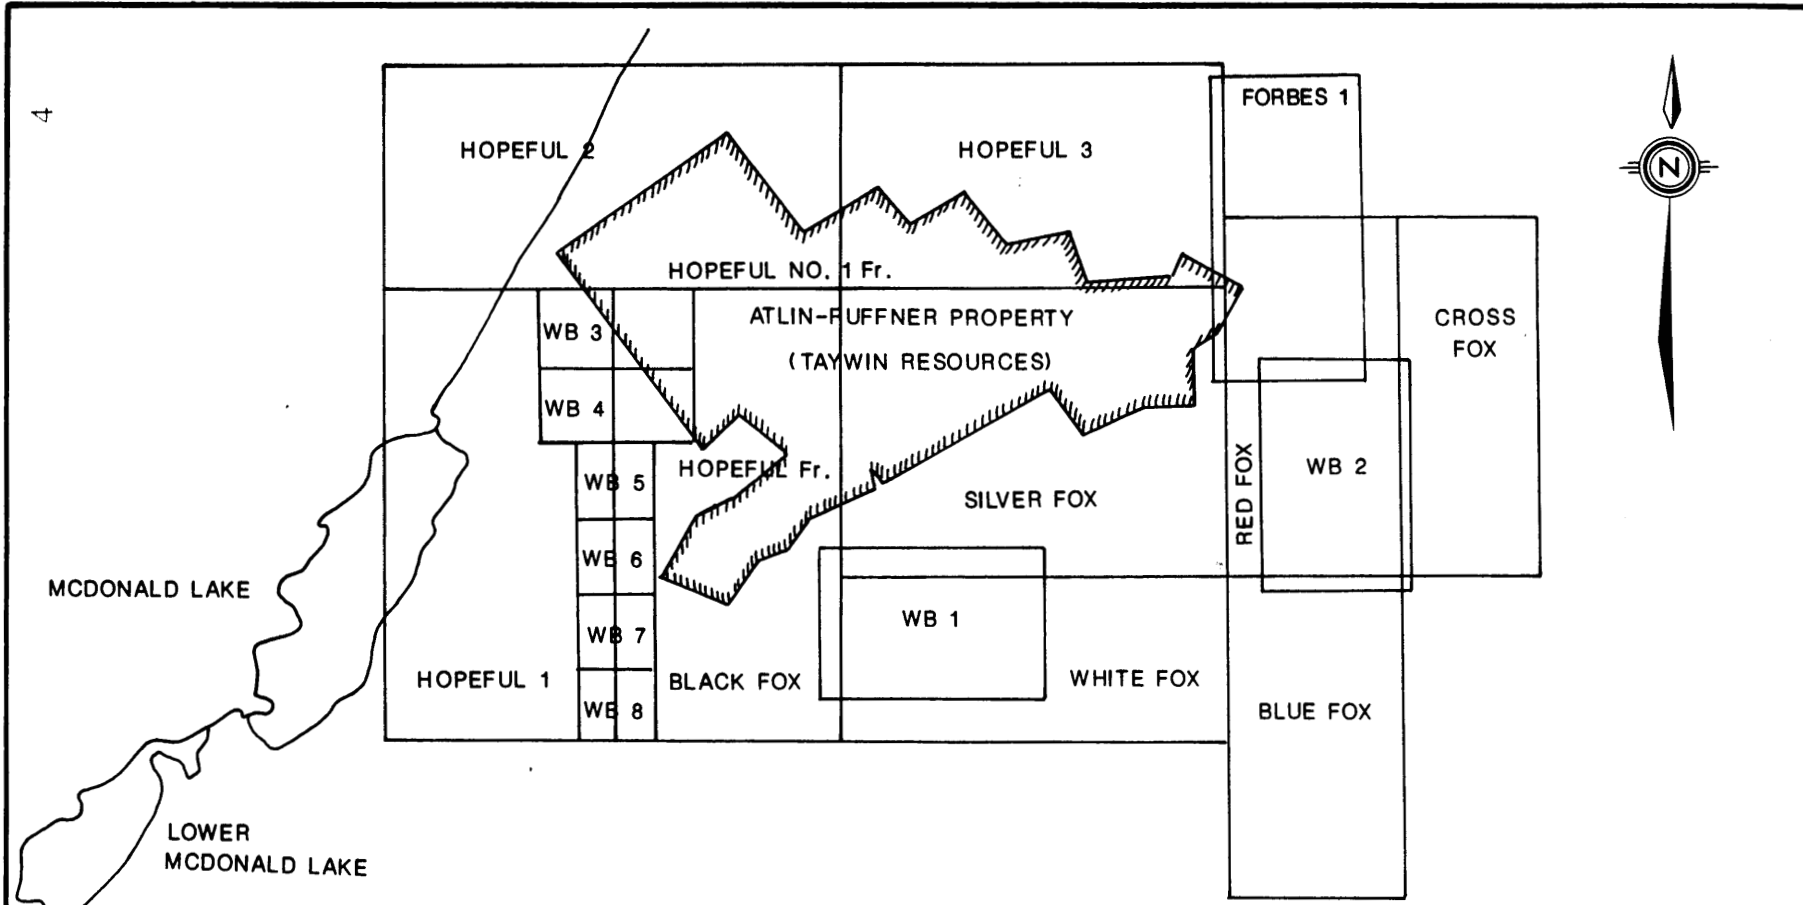 4
FORBES 1
HOPEFUL 2
HOPEFUL 3
N
HOPEFUL NO. 1 Fr.
ATLIN-RUFFNER PROPERTY
(TAYWIN RESOURCES)
WB 3
CROSS
FOX
WB 4
HOPEFUL Fr.
WB 2
RED FOX
WB 5
SILVER FOX
WB 6
MCDONALD LAKE
WB 1
WB 7
HOPEFUL 1
BLACK FOX
WHITE FOX
WB 8
BLUE FOX
LOWER
MCDONALD LAKE